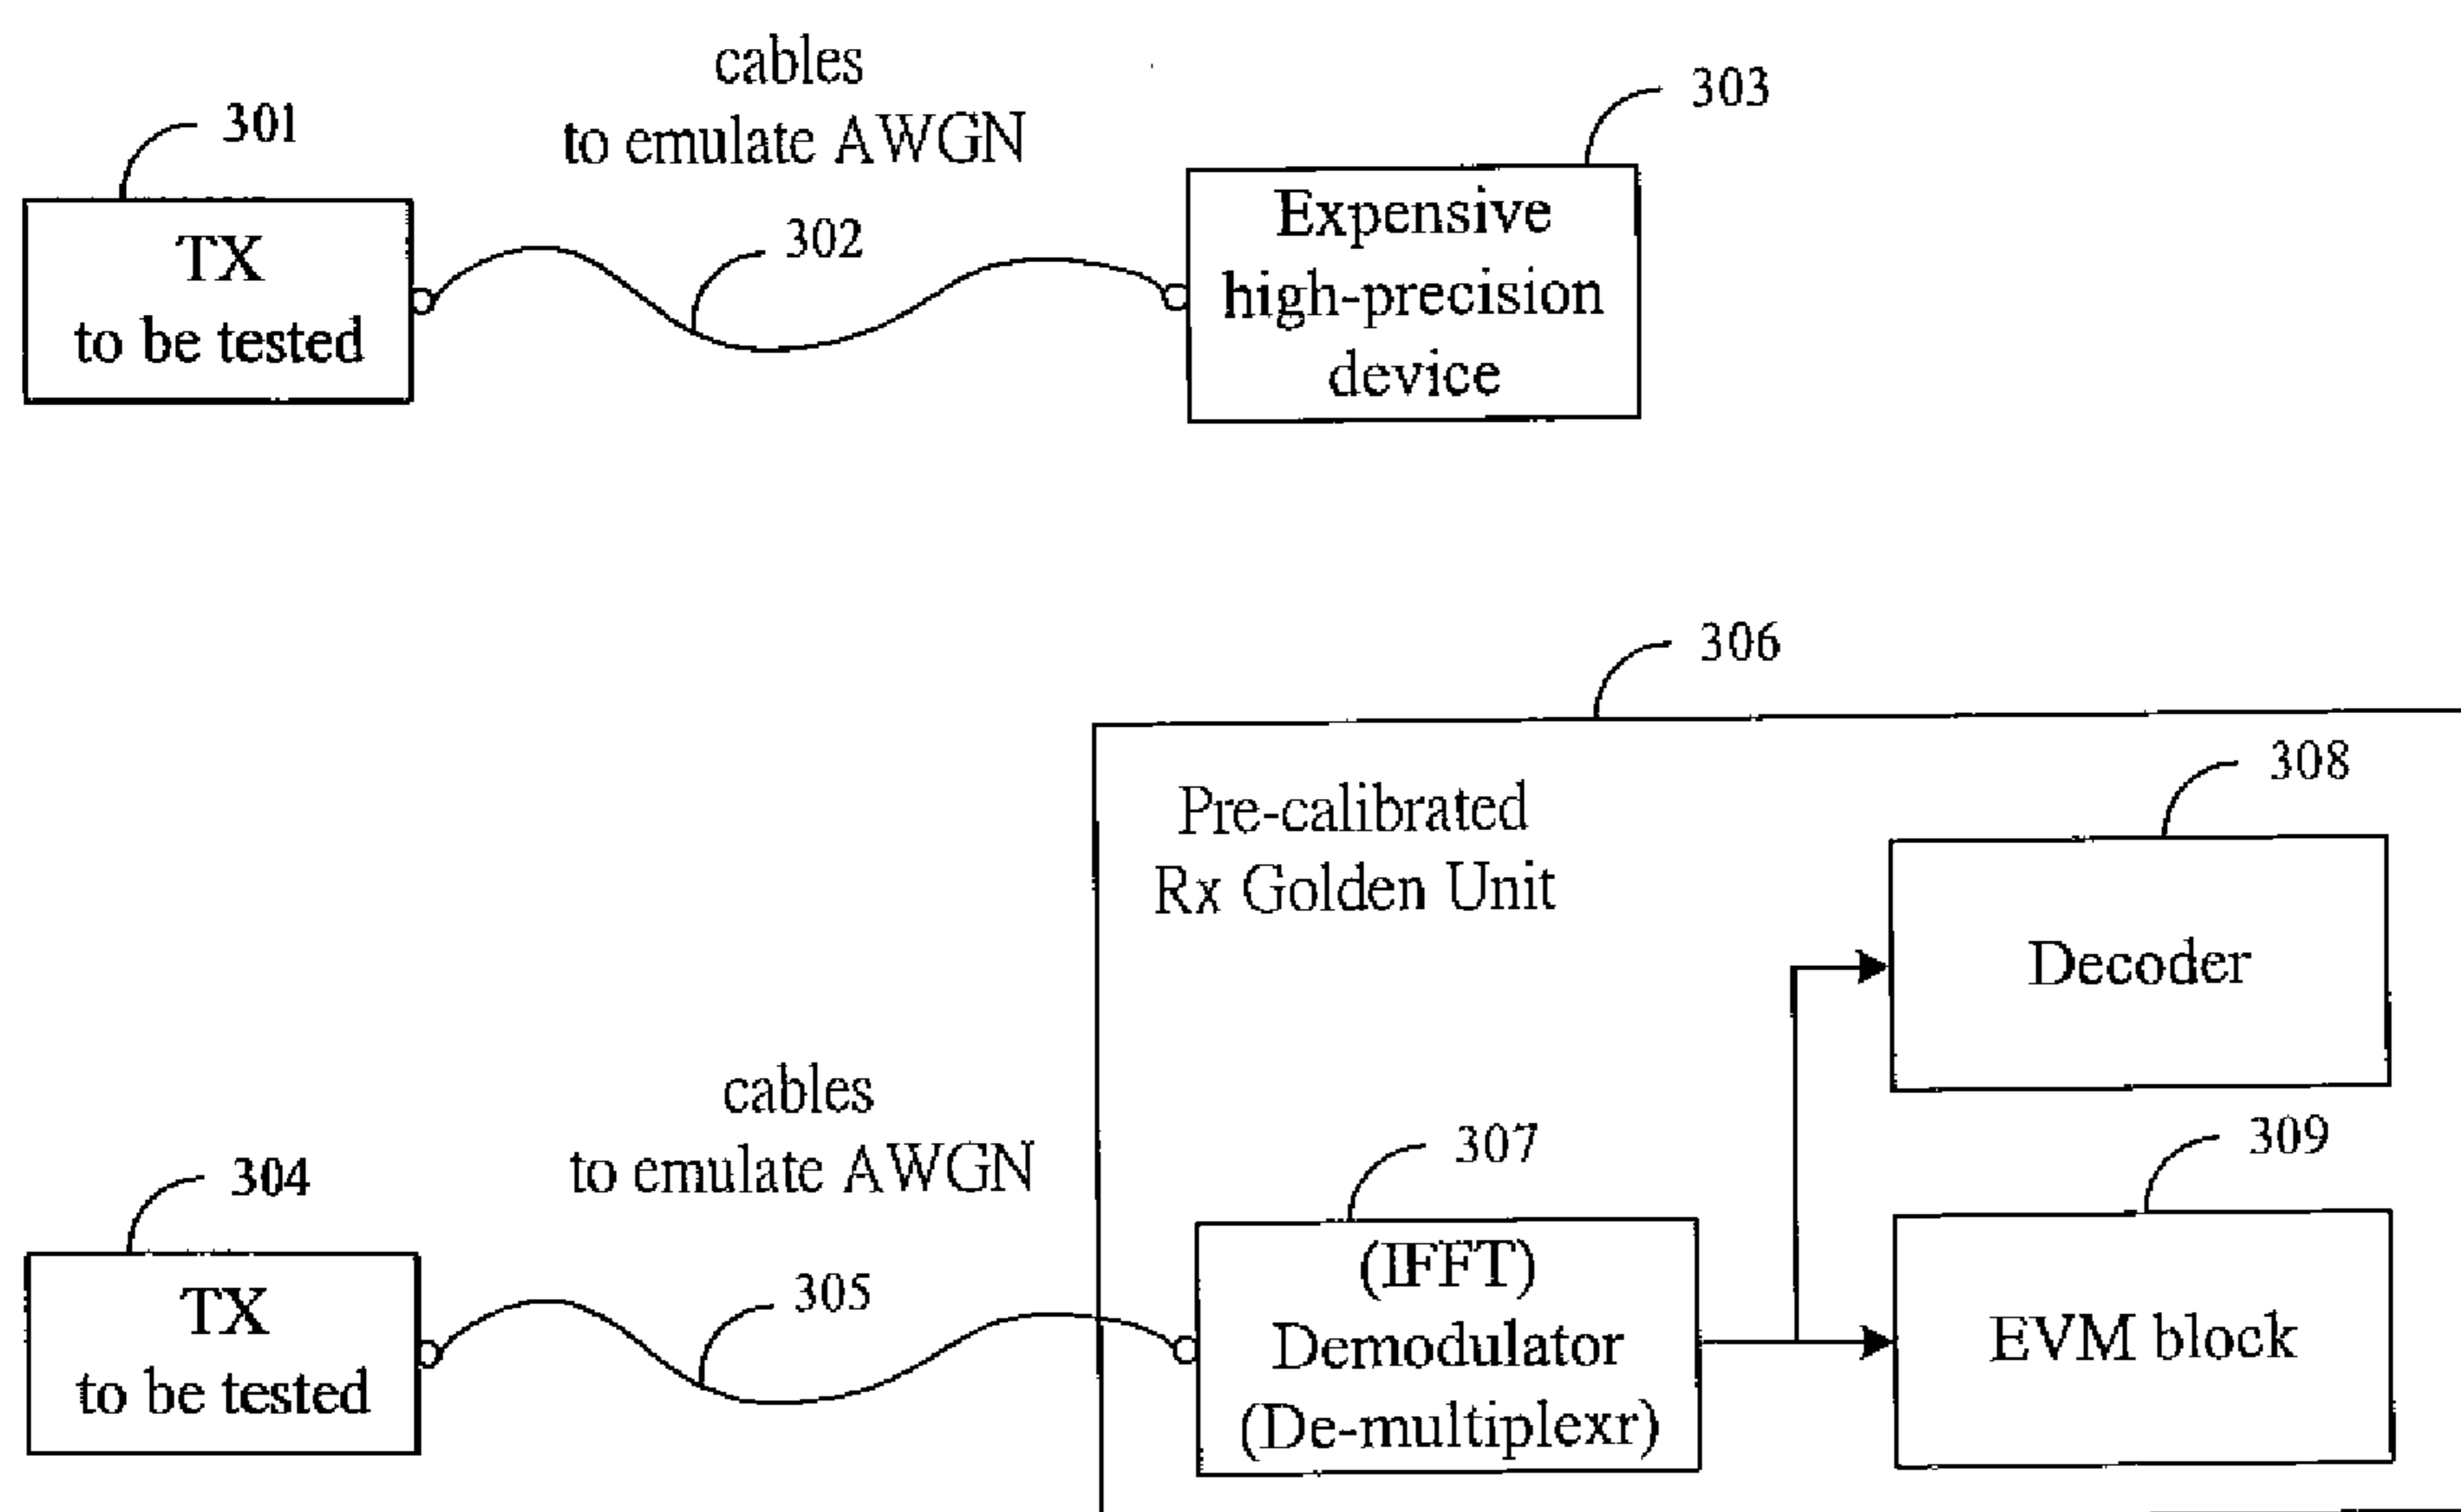 cables
to emulate AWGN
301
302
303
TX
to be tested
Expensive
high-precision
device
306
Pre-calibrated
Rx Golden Unit
308
Decoder
cables
to emulate AWGN
304
305
307
309
TX
to be tested
(IFFT)
Demodulator
(De-multiplexr)
EVM block